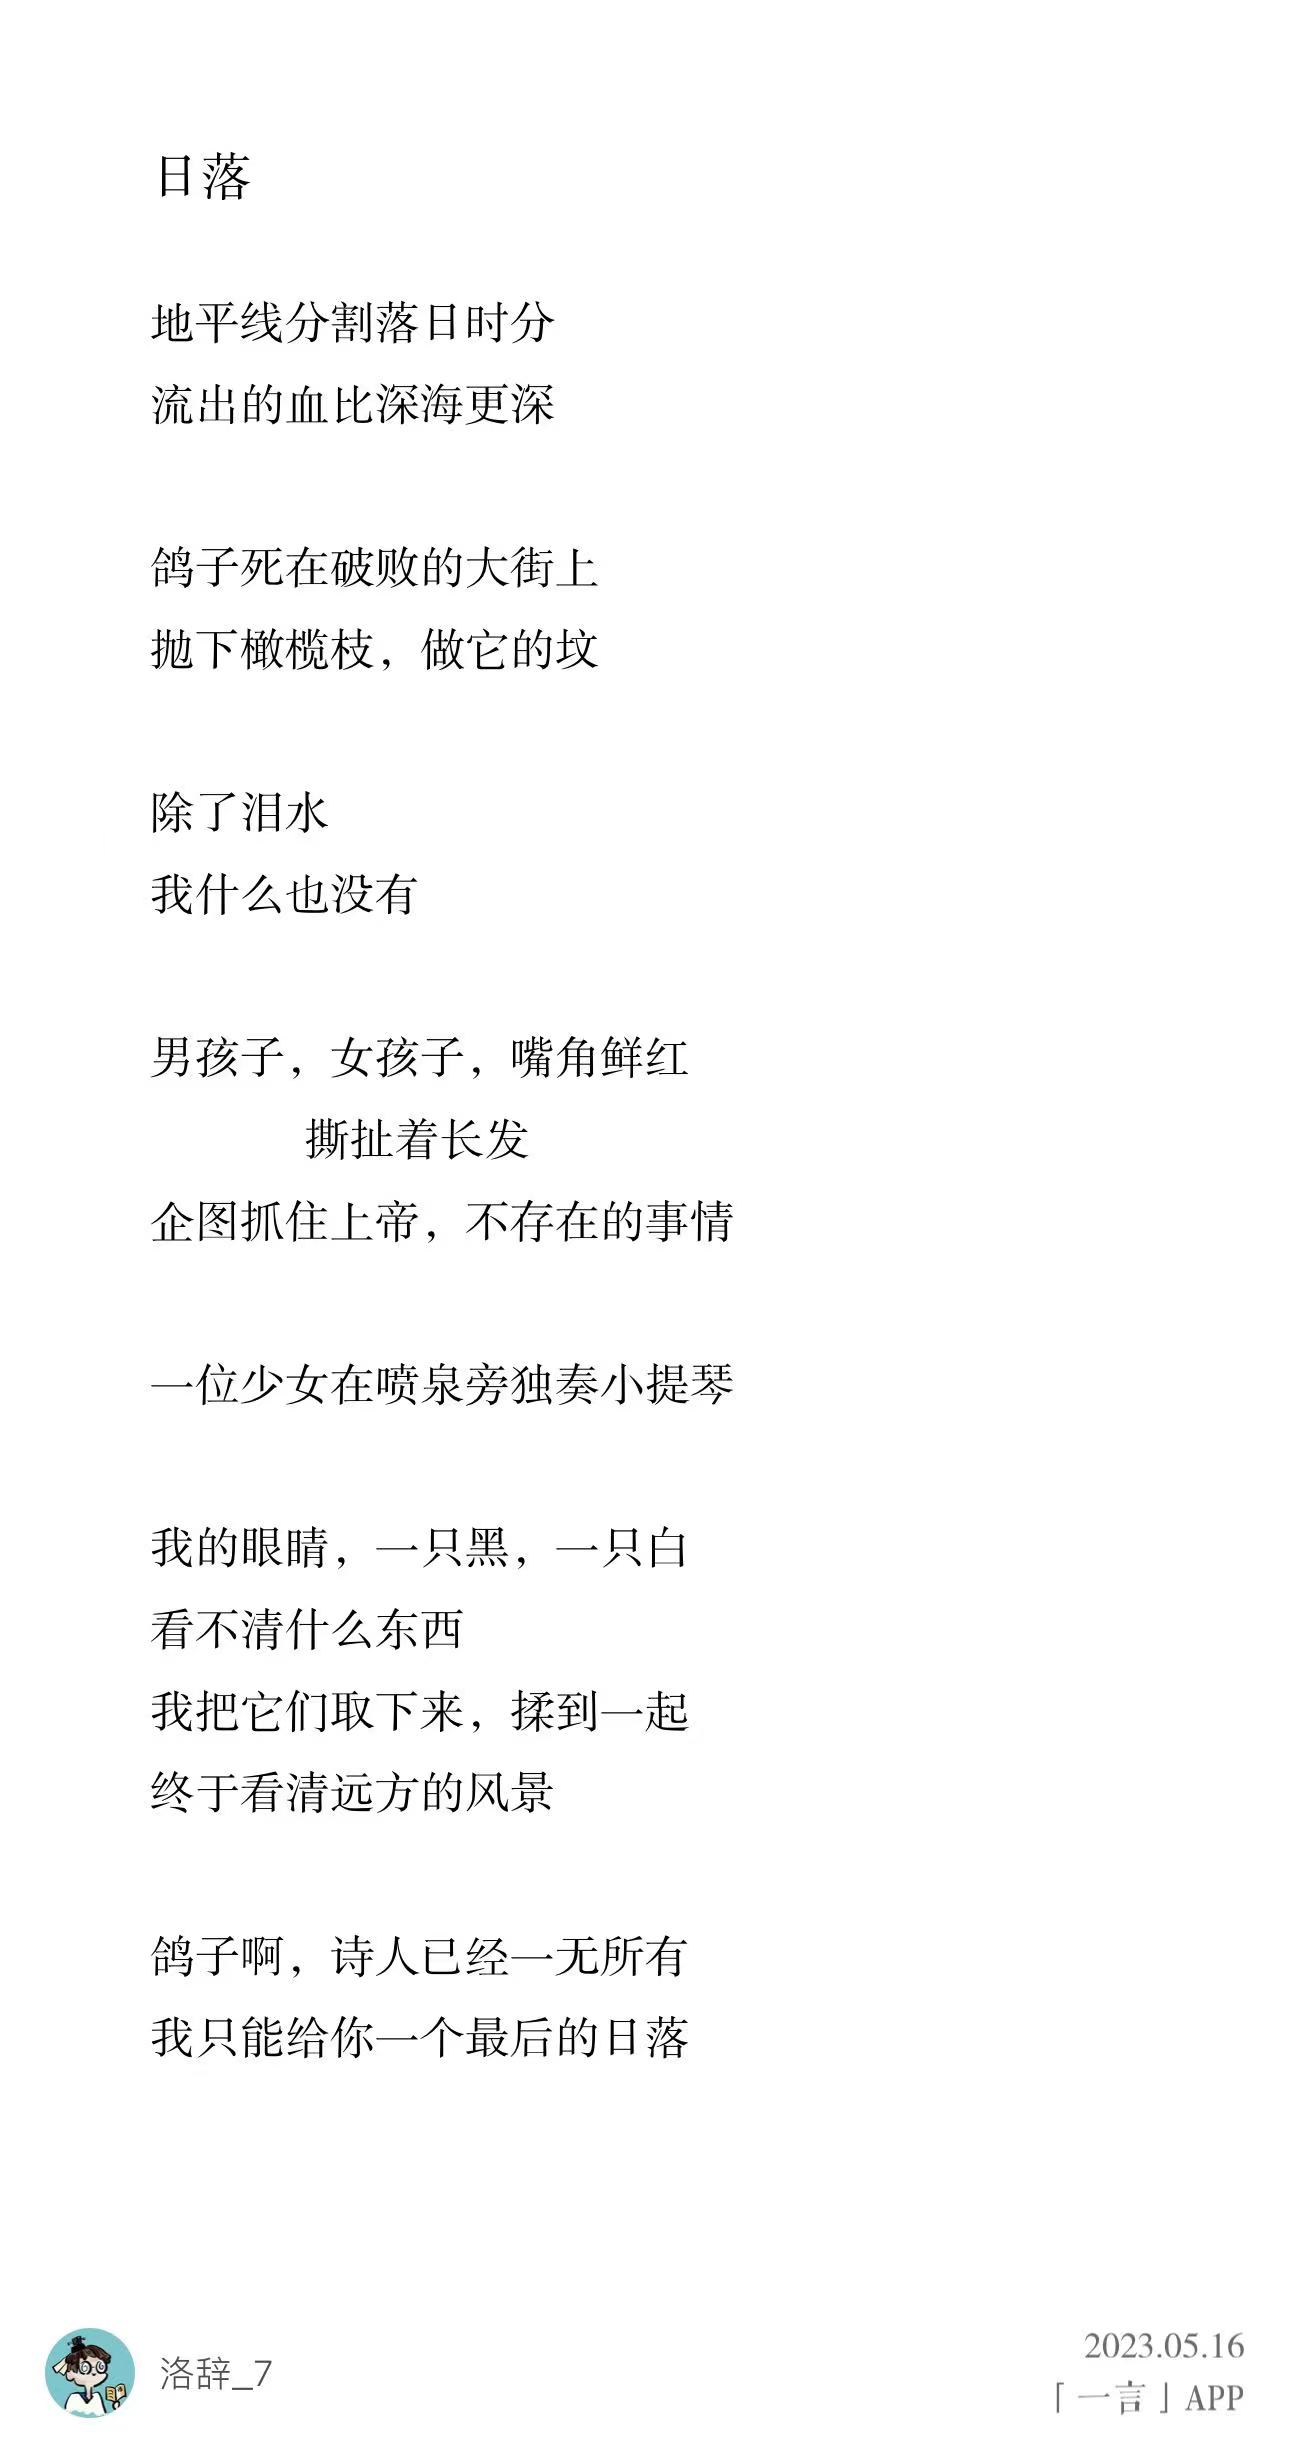 日落
地平线分割落日时分
流出的血比深海更深
鸽子死在破败的大街上
抛下橄榄枝，做它的坟
除了泪水
我什么也没有
男孩子，女孩子，嘴角鲜红
撕扯着长发
企图抓住上帝，不存在的事情
一位少女在喷泉旁独奏小提琴
我的眼睛，一只黑，一只白
看不清什么东西
我把它们取下来，揉到一起
终于看清远方的风景
鸽子啊，诗人已经一无所有
我只能给你一个最后的日落
洛辞_7
2023.05.16
「一言」APP